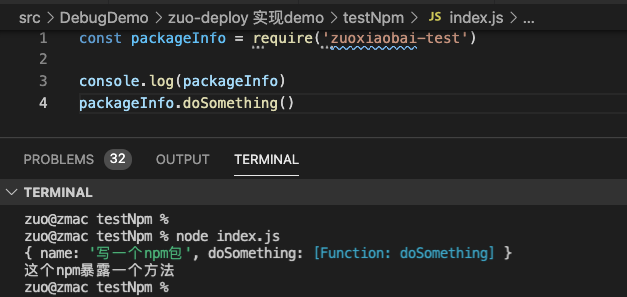 src > DebugDemo > zuo-deploy 实现demo > testNpm > JS index.js > ...
1 const packageInfo = require('zuoxiaobai-test')
2
3 console.log(packageInfo)
4 packageInfo.doSomething()
PROBLEMS 32 OUTPUT TERMINAL
TERMINAL
zuo@zmac testNpm %
zuo@zmac testNpm % node index.js
{ name: '写一个npm包', doSomething: [Function: doSomething] }
这个npm暴露一个方法
zuo@zmac testNpm %